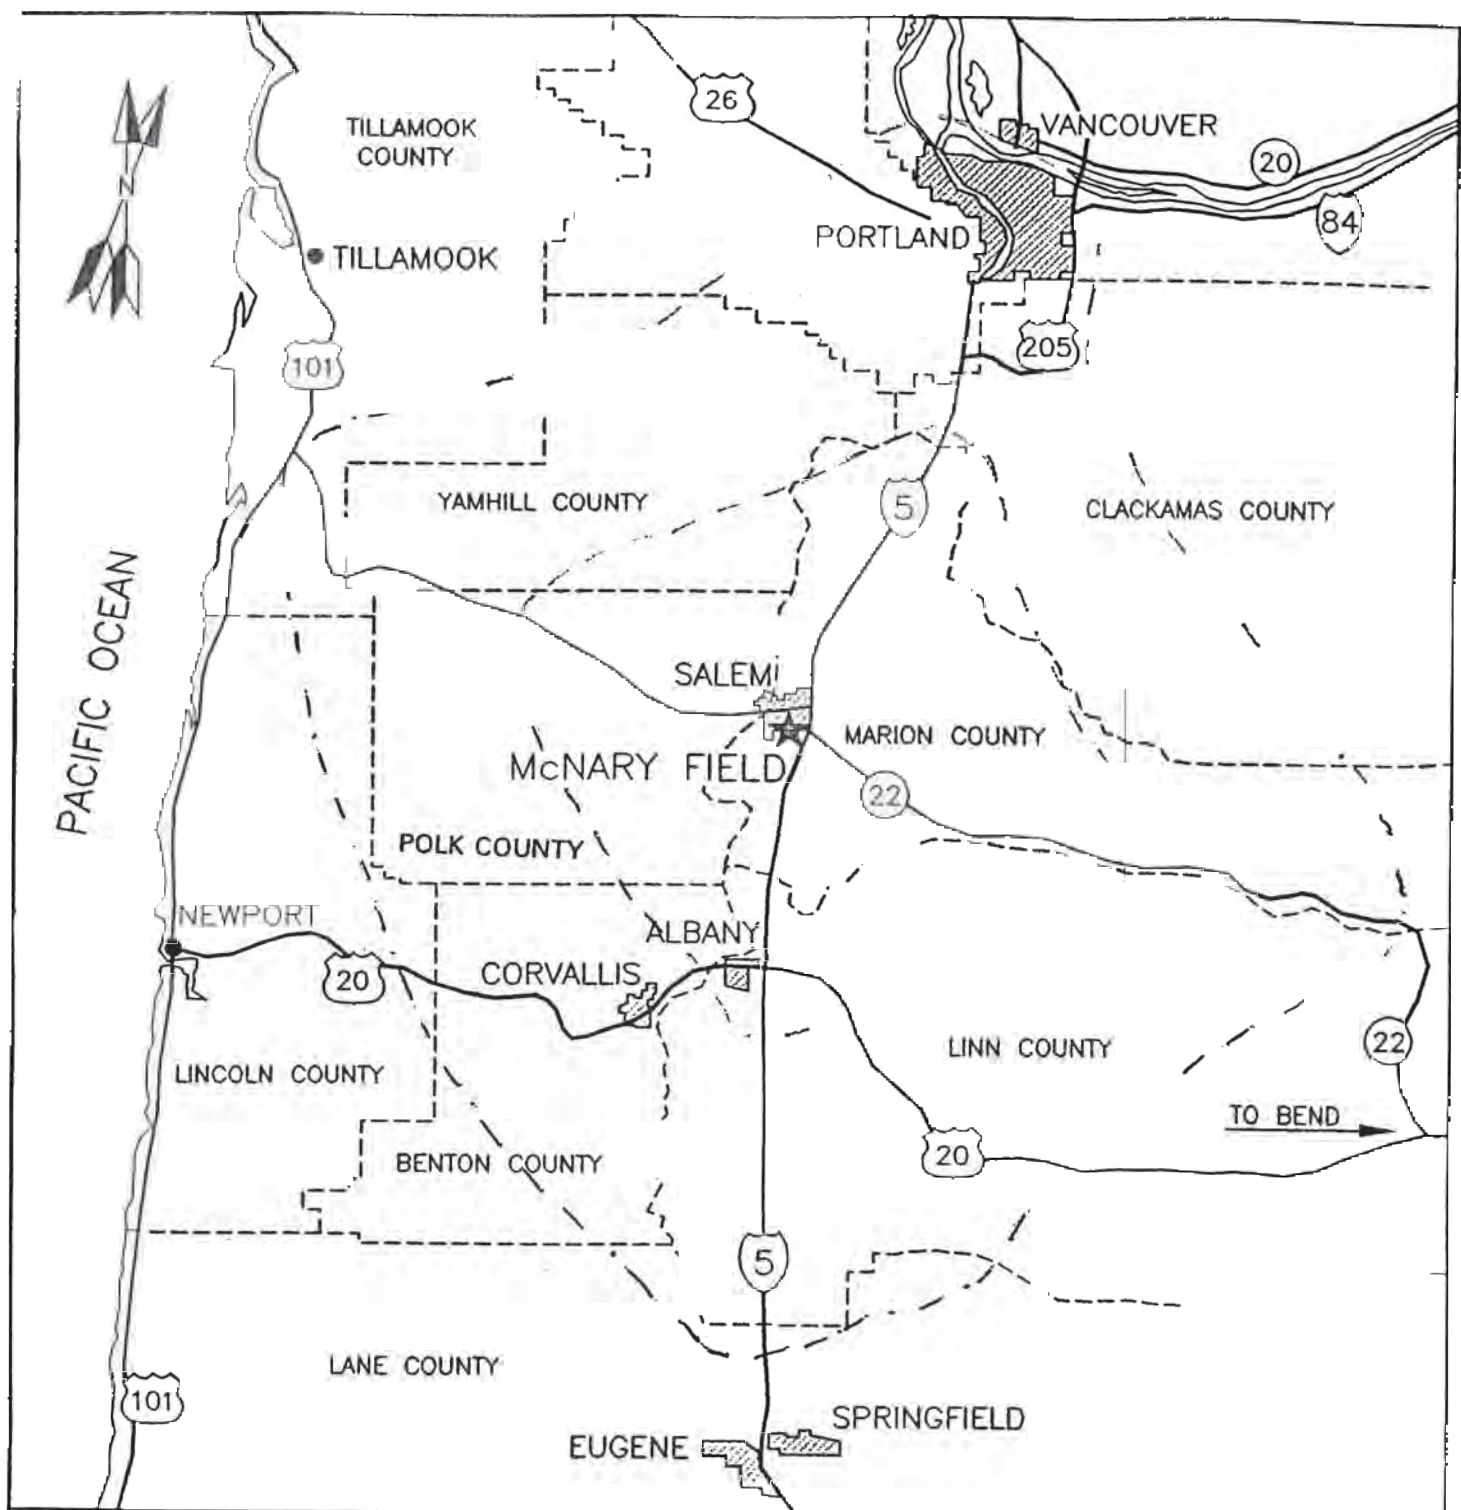 26
TILLAMOOK
COUNTY
VANCOUVER
20
N
84
PORTLAND
TILLAMOOK
205
101
YAMHILL COUNTY
5
CLACKAMAS COUNTY
PACIFIC OCEAN
SALEM
MARION COUNTY
McNARY FIELD
22
POLK COUNTY
NEWPORT
ALBANY
20
CORVALLIS
LINN COUNTY
22
LINCOLN COUNTY
TO BEND
BENTON COUNTY
20
5
LANE COUNTY
101
SPRINGFIELD
EUGENE